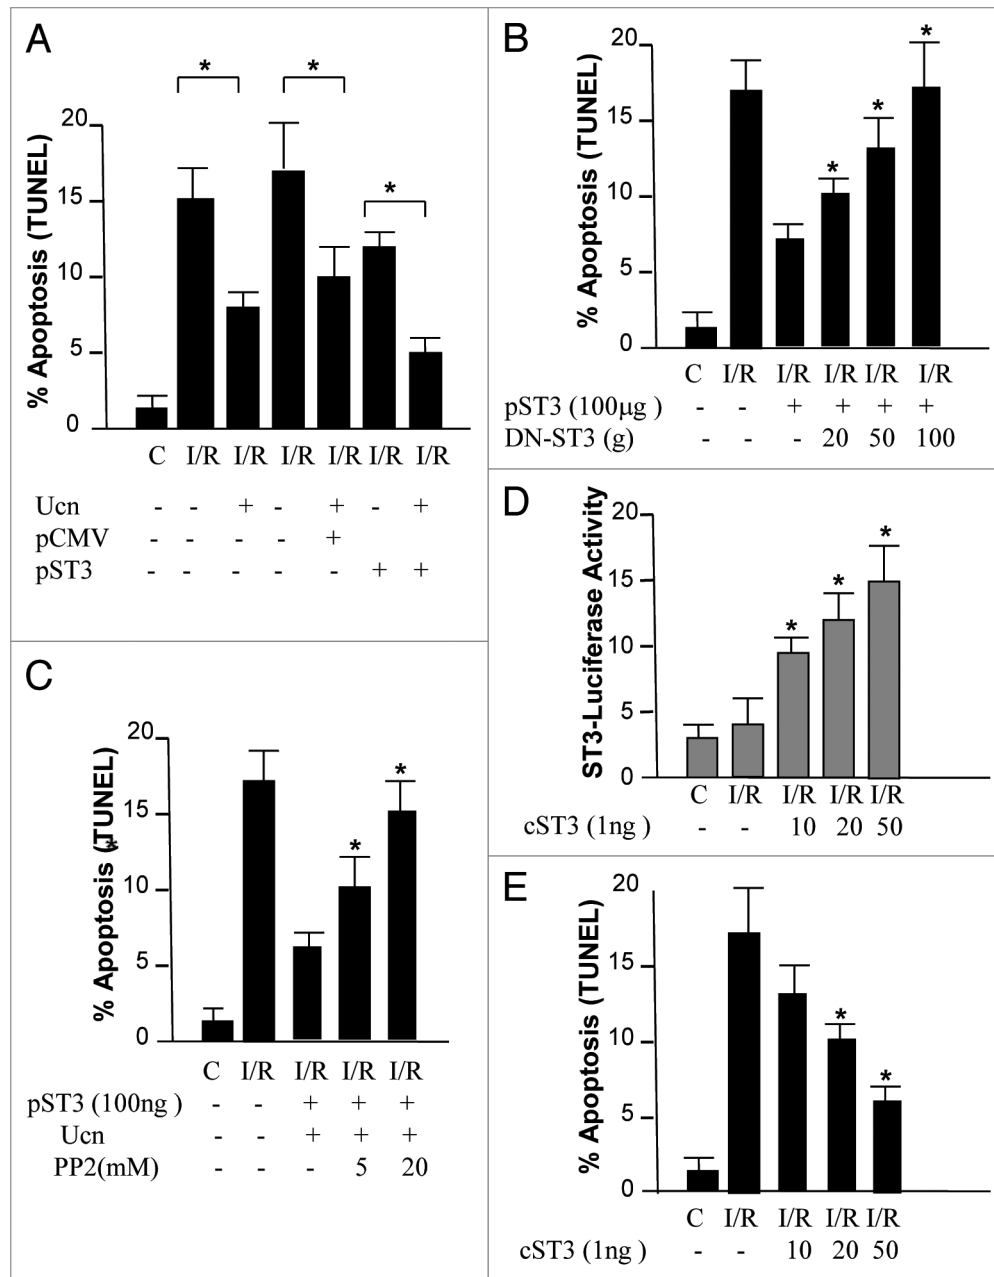 A
* *
*
% Apoptosis (TUNEL)
20
15
10
5
0
C I/R I/R I/R I/R I/R I/R
Ucn - - + - + - +
pCMV - - - - +
pST3 - - - - - + +
B
% Apoptosis (TUNEL)
20
15
10
5
0
* * *
C I/R I/R I/R I/R I/R
pST3 (100µg ) - - + + + +
DN-ST3 (g) - - - 20 50 100
C
% Apoptosis (TUNEL)
*
20
15
10
5
0
* *
C I/R I/R I/R I/R
pST3 (100ng ) - - + + +
Ucn - - + + +
PP2(mM) - - - 5 20
D
ST3-Luciferase Activity
20
15
10
5
0
* * *
C I/R I/R I/R I/R
cST3 (1ng ) - - 10 20 50
E
% Apoptosis (TUNEL)
20
15
10
5
0
* *
C I/R I/R I/R I/R
cST3 (1ng ) - - 10 20 50